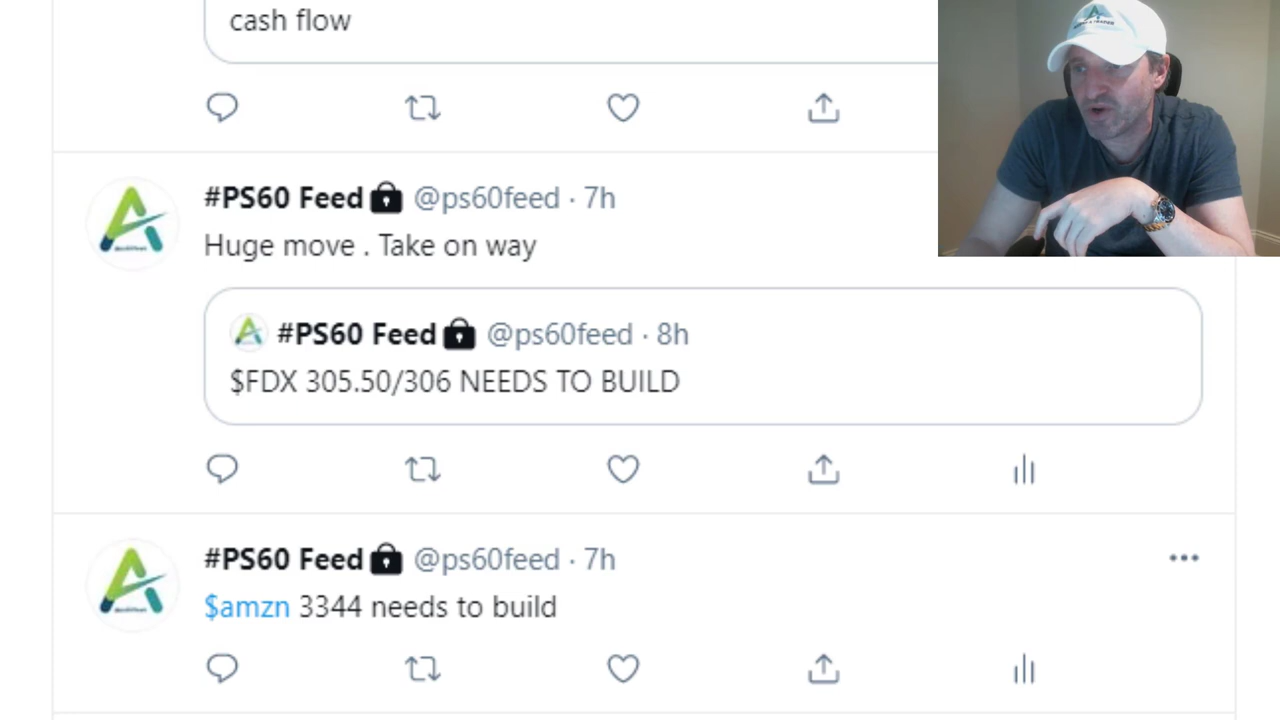 cash flow
#PS60 Feed @ps60feed · 7h
Huge move . Take on way
#PS60 Feed @ps60feed · 8h
$FDX 305.50/306 NEEDS TO BUILD
#PS60 Feed @ps60feed · 7h
$amzn 3344 needs to build